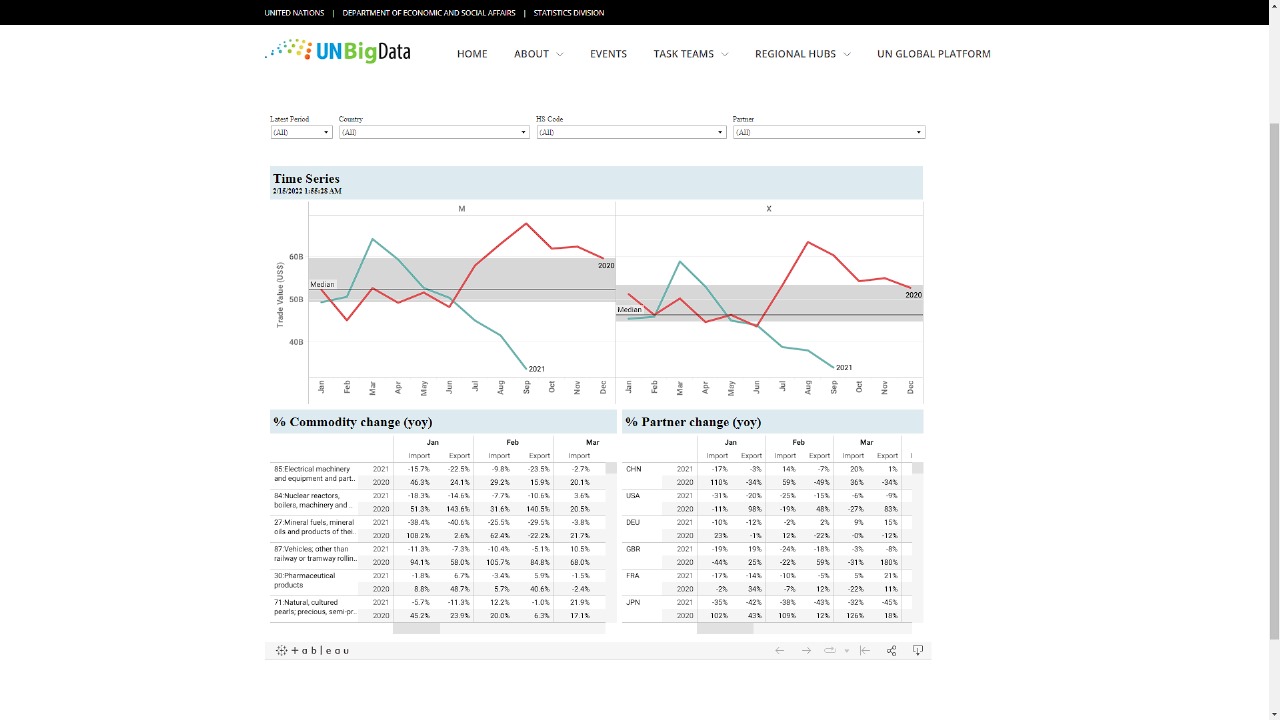 UNITED NATIONS | DEPARTMENT OF ECONOMIC AND SOCIAL AFFAIRS | STATISTICS DIVISION
UNBigData HOME ABOUT EVENTS TASK TEAMS REGIONAL HUBS UN GLOBAL PLATFORM
Latest Period Country HS Code Partner
(All) (All) (All) (All)
Time Series
2/15/2022 1:55:28 AM
M X
Trade Value (US$)
60B
50B
40B
Median 2020 2021
Median 2020 2021
Jan Feb Mar Apr May Jun Jul Aug Sep Oct Nov Dec Jan Feb Mar Apr May Jun Jul Aug Sep Oct Nov Dec
% Commodity change (yoy)
Jan Feb Mar
Import Export Import Export Import
85:Electrical machinery 2021 -15.7% -22.5% -9.8% -23.5% -2.7%
and equipment and part.. 2020 46.3% 24.1% 29.2% 15.9% 20.1%
84:Nuclear reactors, 2021 -18.3% -14.6% -7.7% -10.6% 3.6%
boilers, machinery and .. 2020 51.3% 143.6% 31.6% 140.5% 20.5%
27:Mineral fuels, mineral 2021 -38.4% -40.6% -25.5% -29.5% -3.8%
oils and products of thei.. 2020 108.2% 2.6% 62.4% -22.2% 21.7%
87:Vehicles; other than 2021 -11.3% -7.3% -10.4% -5.1% 10.5%
railway or tramway rollin.. 2020 94.1% 58.0% 105.7% 84.8% 68.0%
30:Pharmaceutical 2021 -1.8% 6.7% -3.4% 5.9% -1.5%
products 2020 8.8% 48.7% 5.7% 40.6% -2.4%
71:Natural, cultured 2021 -5.7% -11.3% 12.2% -1.0% 21.9%
pearls; precious, semi-pr.. 2020 45.2% 23.9% 20.0% 6.3% 17.1%
% Partner change (yoy)
Jan Feb Mar
Import Export Import Export Import Export I
CHN 2021 -17% -3% 14% -7% 20% 1%
2020 110% -34% 59% -49% 36% -34%
USA 2021 -31% -20% -25% -15% -6% -9%
2020 -11% 98% -19% 48% -27% 83%
DEU 2021 -10% -12% -2% 2% 9% 15%
2020 23% -1% 12% -22% -0% -12%
GBR 2021 -19% 19% -24% -18% -3% -8%
2020 -44% 25% -22% 59% -31% 180%
FRA 2021 -17% -14% -10% -5% 5% 21%
2020 -2% 34% -7% 12% -22% 11%
JPN 2021 -35% -42% -38% -43% -32% -45%
2020 102% 43% 109% 12% 126% 18%
+ableau